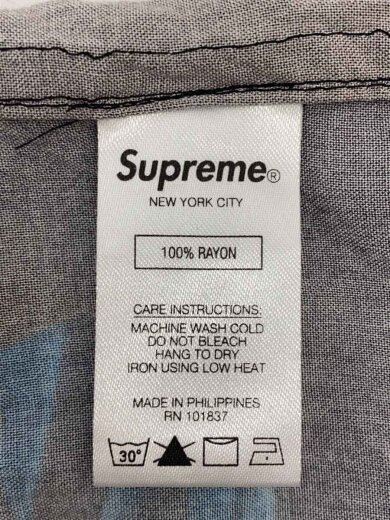 Supreme®
NEW YORK CITY
100% RAYON
CARE INSTRUCTIONS:
MACHINE WASH COLD
DO NOT BLEACH
HANG TO DRY
IRON USING LOW HEAT
MADE IN PHILIPPINES
RN 101837
30°